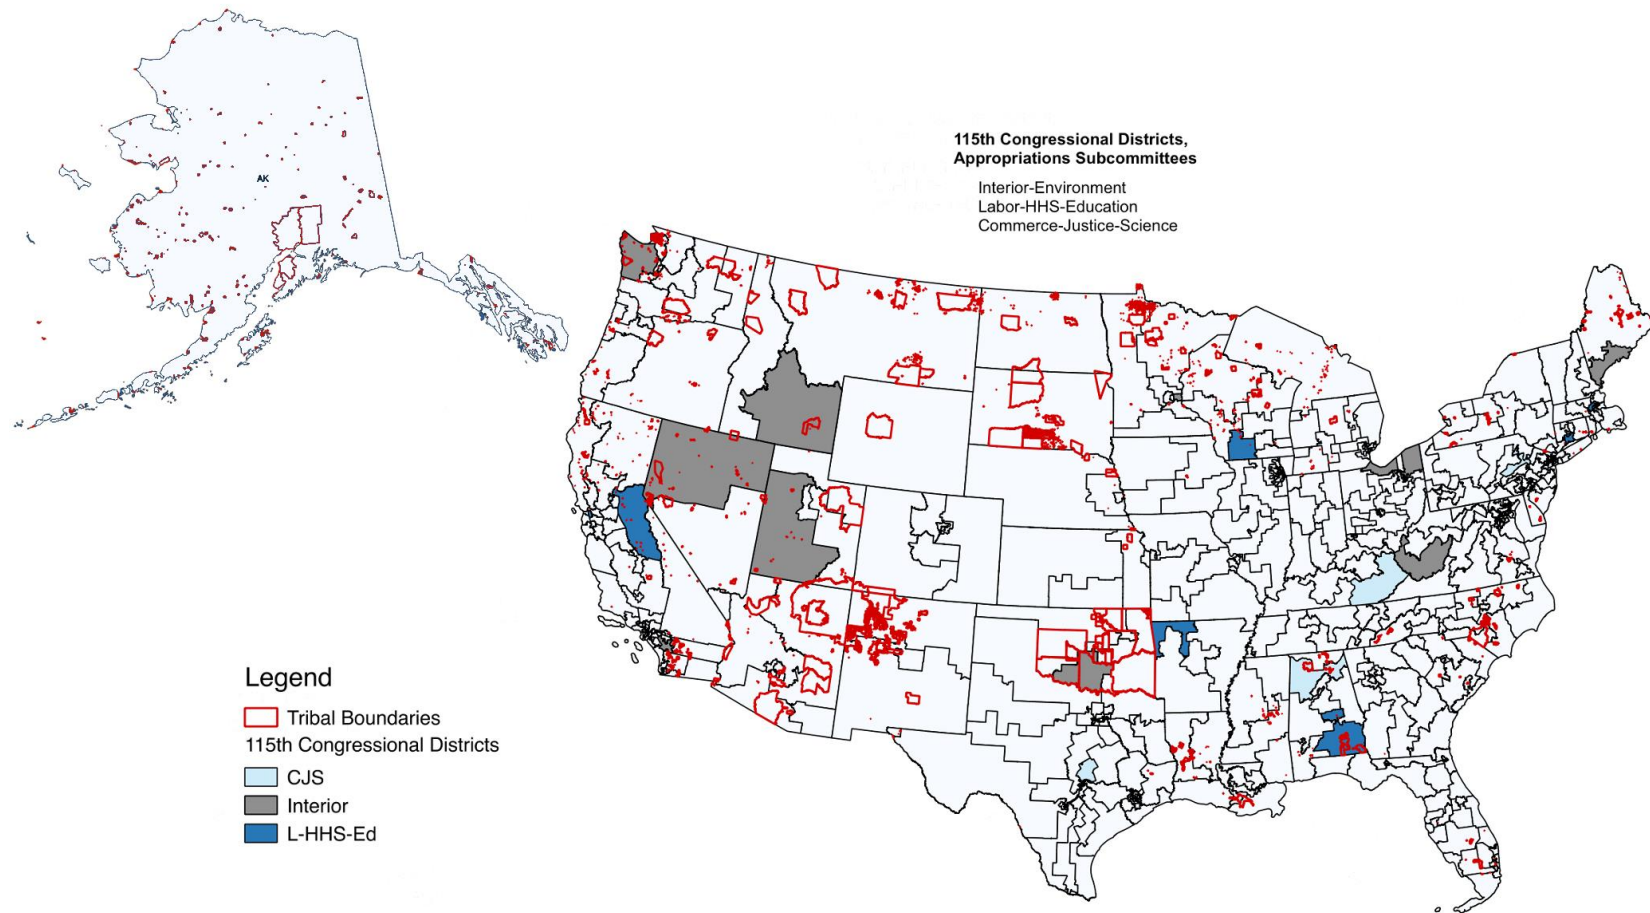 AK
115th Congressional Districts,
Appropriations Subcommittees
Interior-Environment
Labor-HHS-Education
Commerce-Justice-Science
Legend
Tribal Boundaries
115th Congressional Districts
CJS
Interior
L-HHS-Ed